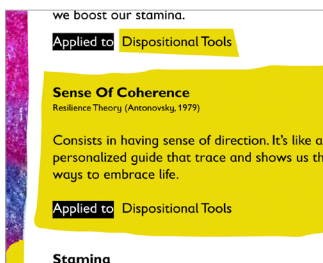 we boost our stamina.
Applied to Dispositional Tools
Sense Of Coherence
Resilience Theory (Antonovsky, 1979)
Consists in having sense of direction. It's like a
personalized guide that trace and shows us th
ways to embrace life.
Applied to Dispositional Tools
Stamina